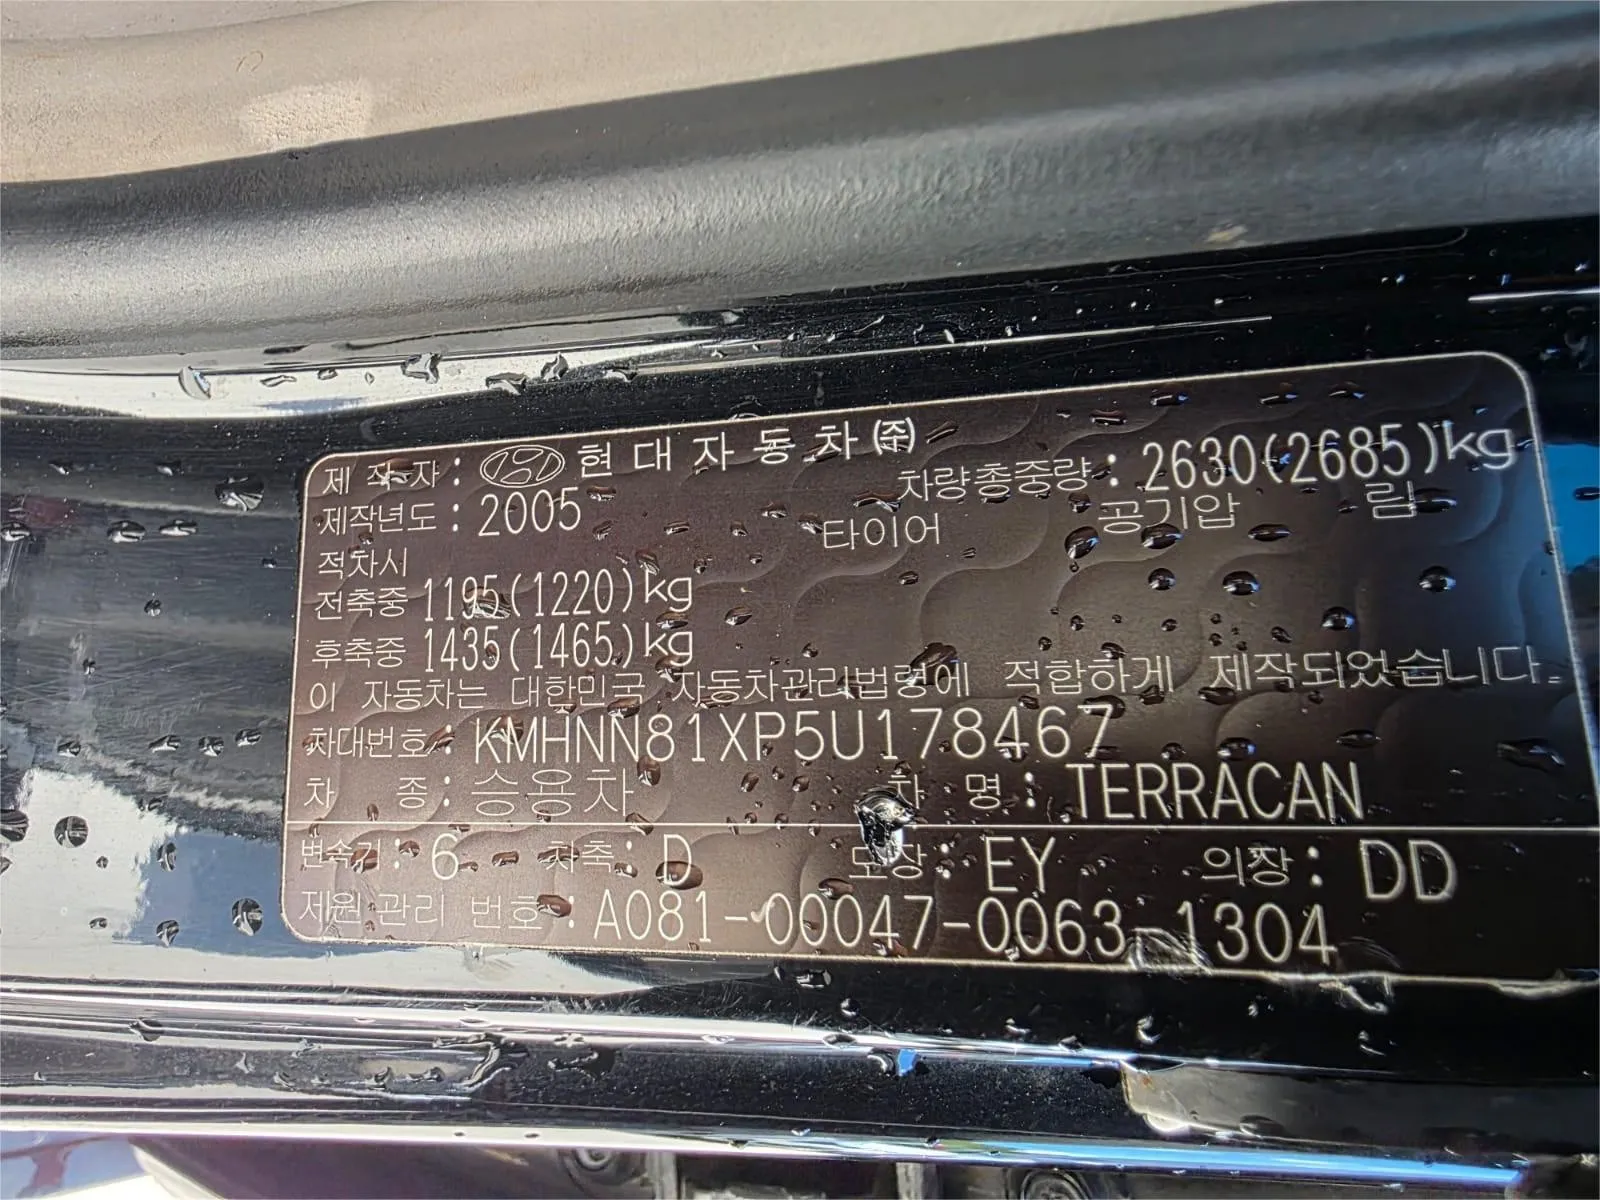 제 작 자 : HYUNDAI 현대자동차㈜
제작년도 : 2005
차량총중량 : 2630(2685)kg
타이어 공기압 림
적차시
전축중 1195(1220)kg
후축중 1435(1465)kg
이 자동차는 대한민국 자동차관리법령에 적합하게 제작되었습니다.
차대번호 : KMHNN81XP5U178467
차 종 : 승용차 차 명 : TERRACAN
변속기 : 6 차축 : D 도장 : EY 의장 : DD
제원 관리 번호 : A081-00047-0063-1304